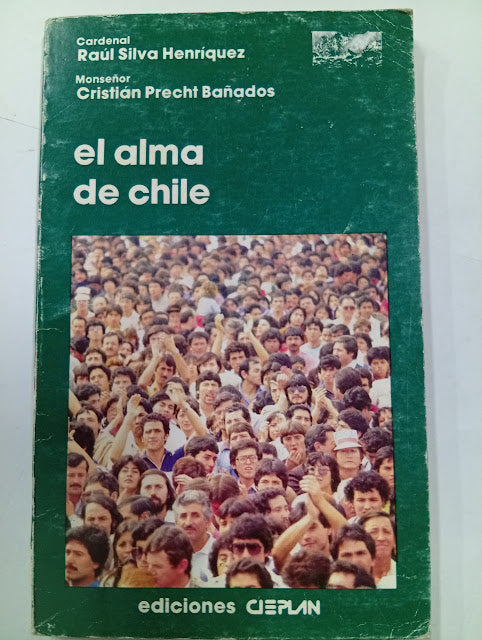 Cardenal
Raúl Silva Henríquez
Monseñor
Cristián Precht Bañados
el alma
de chile
ediciones CIEPLAN